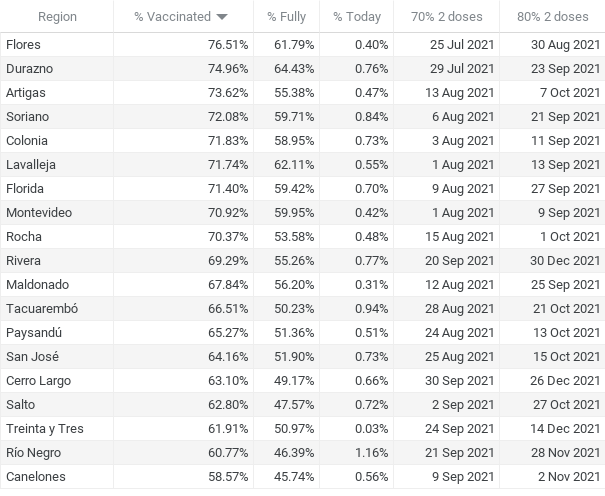 Region % Vaccinated % Fully % Today 70% 2 doses 80% 2 doses
Flores 76.51% 61.79% 0.40% 25 Jul 2021 30 Aug 2021
Durazno 74.96% 64.43% 0.76% 29 Jul 2021 23 Sep 2021
Artigas 73.62% 55.38% 0.47% 13 Aug 2021 7 Oct 2021
Soriano 72.08% 59.71% 0.84% 6 Aug 2021 21 Sep 2021
Colonia 71.83% 58.95% 0.73% 3 Aug 2021 11 Sep 2021
Lavalleja 71.74% 62.11% 0.55% 1 Aug 2021 13 Sep 2021
Florida 71.40% 59.42% 0.70% 9 Aug 2021 27 Sep 2021
Montevideo 70.92% 59.95% 0.42% 1 Aug 2021 9 Sep 2021
Rocha 70.37% 53.58% 0.48% 15 Aug 2021 1 Oct 2021
Rivera 69.29% 55.26% 0.77% 20 Sep 2021 30 Dec 2021
Maldonado 67.84% 56.20% 0.31% 12 Aug 2021 25 Sep 2021
Tacuarembó 66.51% 50.23% 0.94% 28 Aug 2021 21 Oct 2021
Paysandú 65.27% 51.36% 0.51% 24 Aug 2021 13 Oct 2021
San José 64.16% 51.90% 0.73% 25 Aug 2021 15 Oct 2021
Cerro Largo 63.10% 49.17% 0.66% 30 Sep 2021 26 Dec 2021
Salto 62.80% 47.57% 0.72% 2 Sep 2021 27 Oct 2021
Treinta y Tres 61.91% 50.97% 0.03% 24 Sep 2021 14 Dec 2021
Río Negro 60.77% 46.39% 1.16% 21 Sep 2021 28 Nov 2021
Canelones 58.57% 45.74% 0.56% 9 Sep 2021 2 Nov 2021